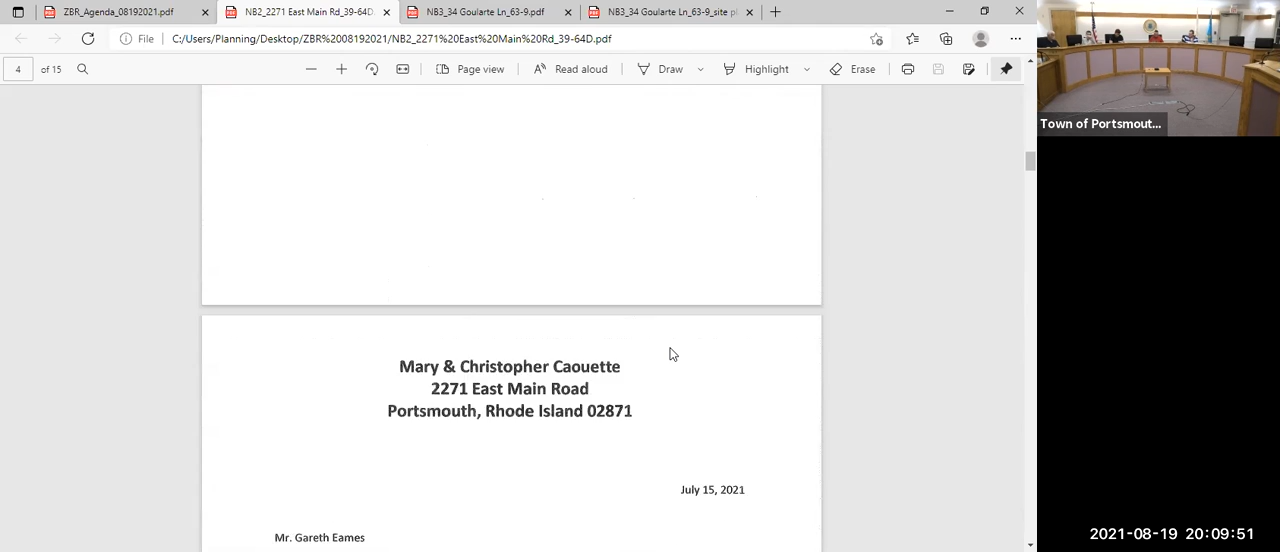 ZBR_Agenda_08192021.pdf
NB2_2271 East Main Rd_39-64D
NB3_34 Goularte Ln_63-9.pdf
NB3_34 Goularte Ln_63-9_site pl
File
C:/Users/Planning/Desktop/ZBR%2008192021/NB2_2271%20East%20Main%20Rd_39-64D.pdf
4 of 15
Page view
Read aloud
Draw
Highlight
Erase
Town of Portsmout...
Mary & Christopher Caouette
2271 East Main Road
Portsmouth, Rhode Island 02871
July 15, 2021
Mr. Gareth Eames
2021-08-19 20:09:51